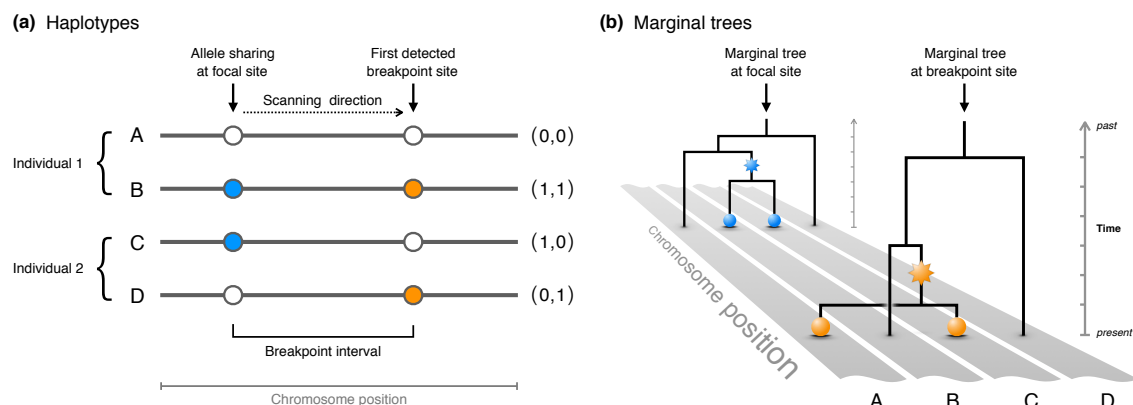 (a) Haplotypes
Allele sharing
at focal site
First detected
breakpoint site
Scanning direction
Individual 1
A
(0,0)
B
(1,1)
Individual 2
C
(1,0)
D
(0,1)
Breakpoint interval
Chromosome position
(b) Marginal trees
Marginal tree
at focal site
Marginal tree
at breakpoint site
past
Time
present
Chromosome position
A B C D